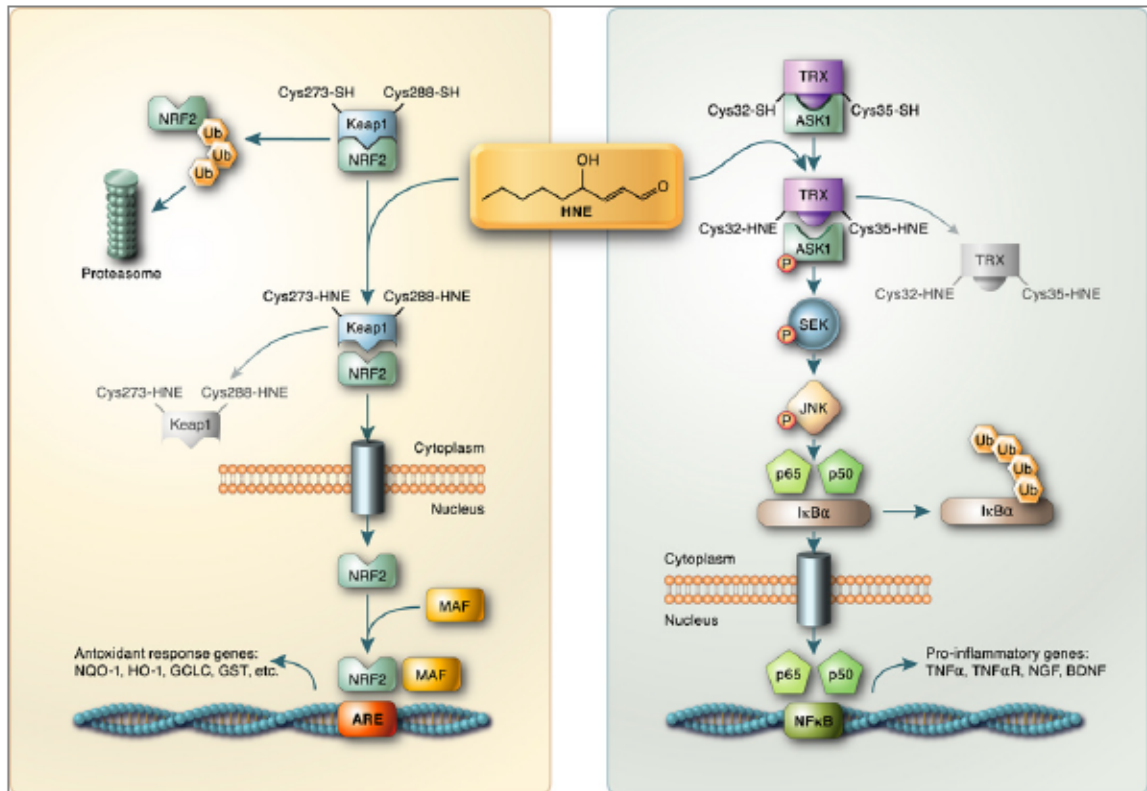 Cys273-SH Cys288-SH
Keap1
NRF2
NRF2
Ub
Ub
Ub
Proteasome
Cys273-HNE Cys288-HNE
Keap1
NRF2
Cys273-HNE Cys288-HNE
Keap1
Cytoplasm
Nucleus
NRF2
MAF
Antioxidant response genes:
NQO-1, HO-1, GCLC, GST, etc.
NRF2
MAF
ARE
OH
O
HNE
TRX
Cys32-SH Cys35-SH
ASK1
TRX
Cys32-HNE Cys35-HNE
ASK1
P
TRX
Cys32-HNE Cys35-HNE
SEK
P
JNK
P
p65 p50
IκBα
Ub
Ub
Ub
Ub
IκBα
Cytoplasm
Nucleus
p65 p50
Pro-inflammatory genes:
TNFα, TNFαR, NGF, BDNF
NFκB